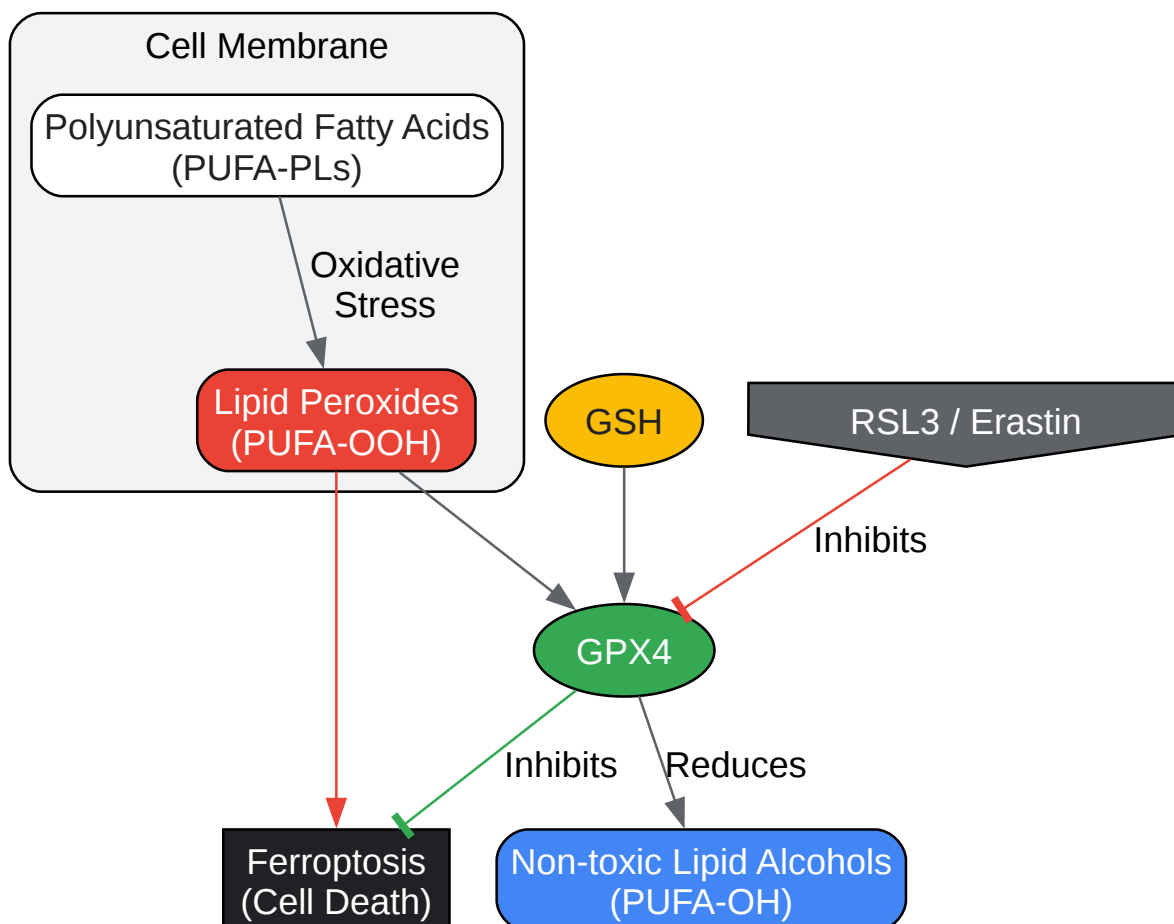 Cell Membrane
Polyunsaturated Fatty Acids
(PUFA-PLs)
Oxidative
Stress
Lipid Peroxides
(PUFA-OOH)
GSH
RSL3 / Erastin
Inhibits
GPX4
Inhibits
Reduces
Ferroptosis
(Cell Death)
Non-toxic Lipid Alcohols
(PUFA-OH)